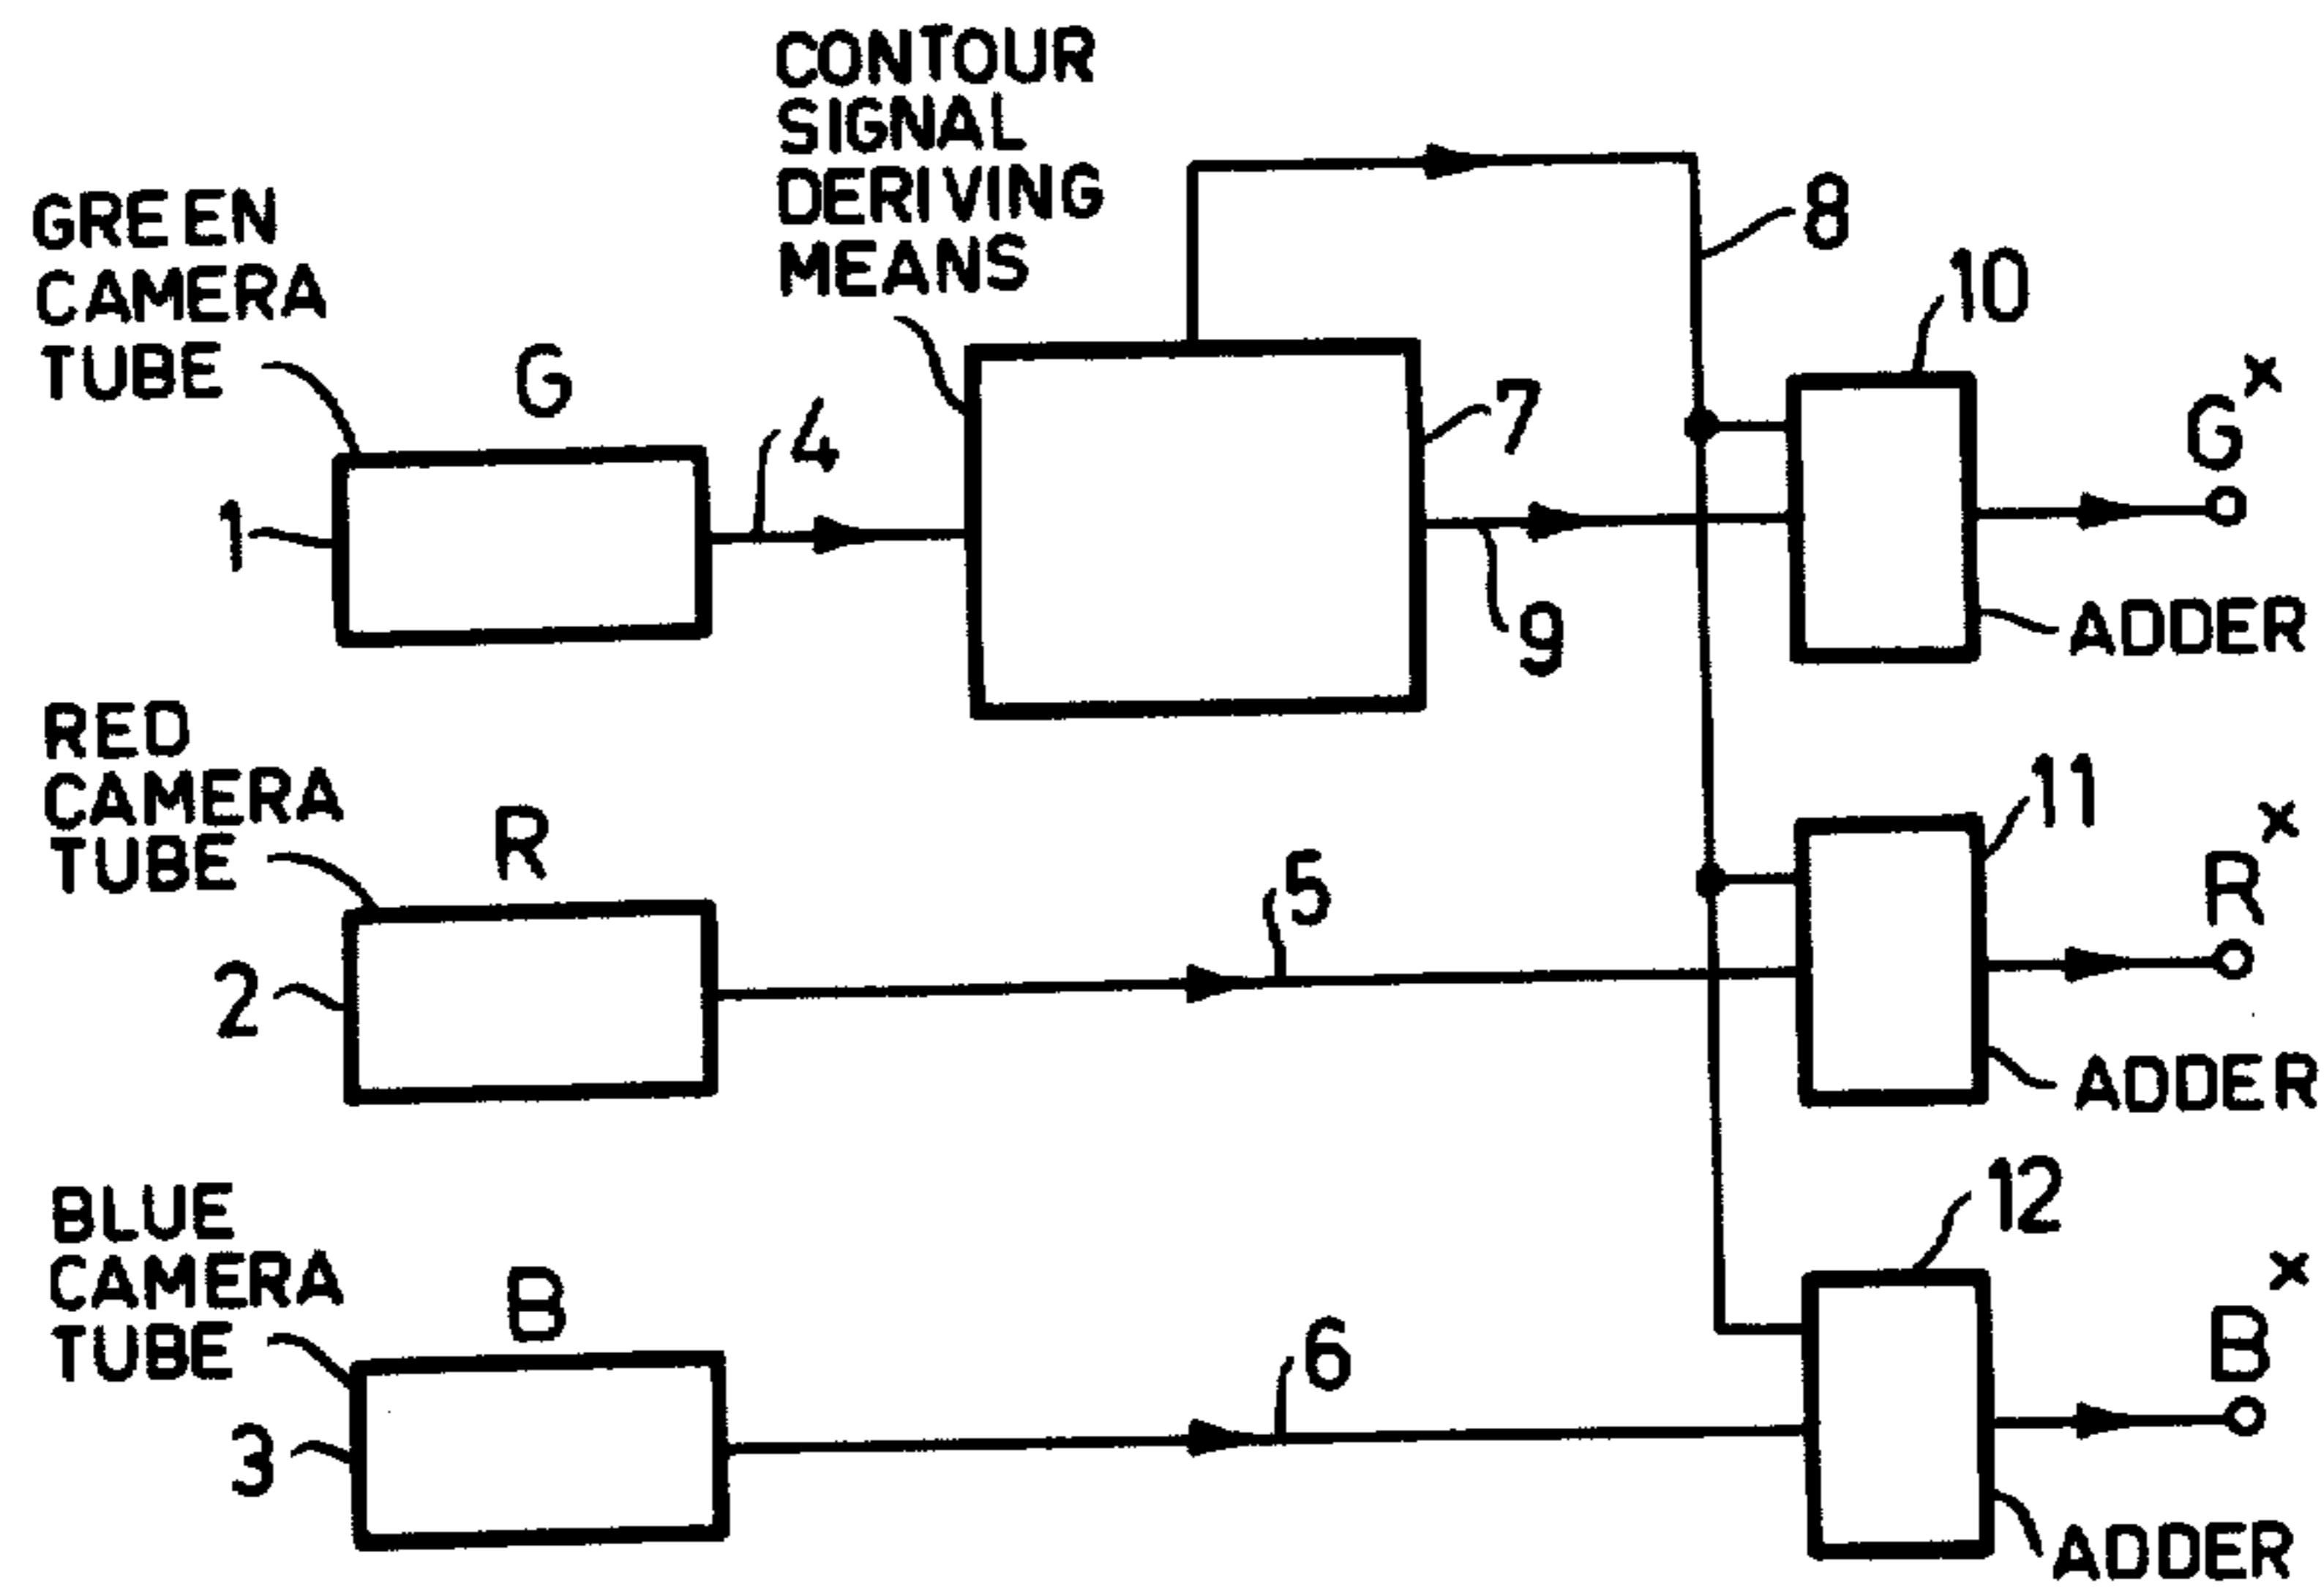 CONTOUR
SIGNAL
DERIVING
MEANS
GREEN
CAMERA
TUBE
G
1
4
7
8
9
10
G×
ADDER
RED
CAMERA
TUBE
R
2
5
11
R×
ADDER
BLUE
CAMERA
TUBE
B
3
6
12
B×
ADDER